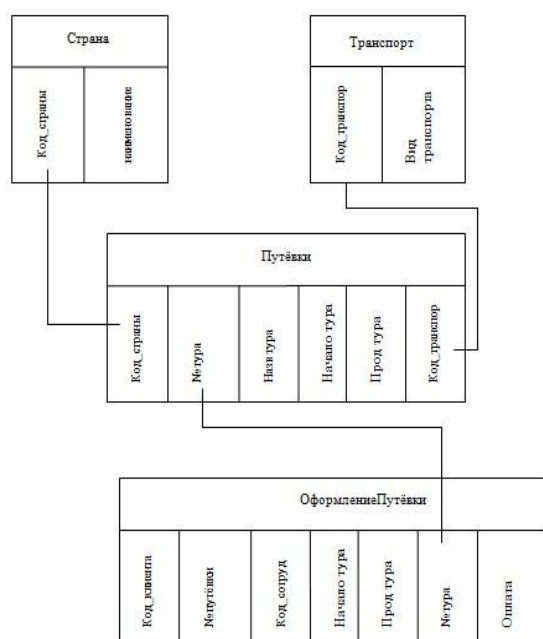 Страна
Код_страны
наименование
Транспорт
Код_транспор
Вид
транспорта
Путёвки
Код_страны
№тура
Назв тура
Начало тура
Прод тура
Код_транспор
ОформлениеПутёвки
Код_клиента
№путёвки
Код_сотруд
Начало тура
Прод тура
№тура
Оплата